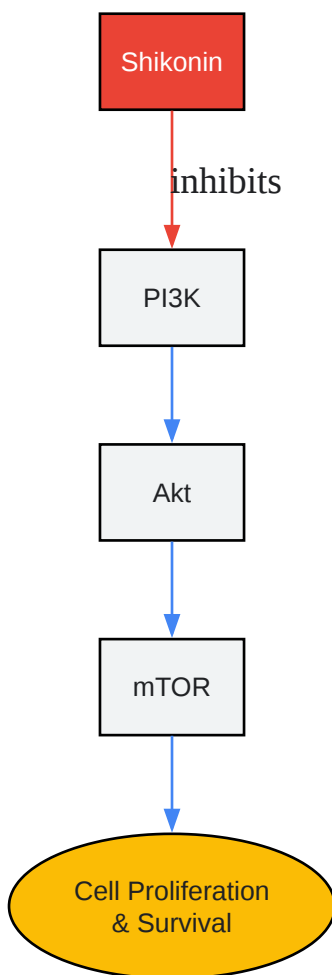 Shikonin
inhibits
PI3K
Akt
mTOR
Cell Proliferation
& Survival